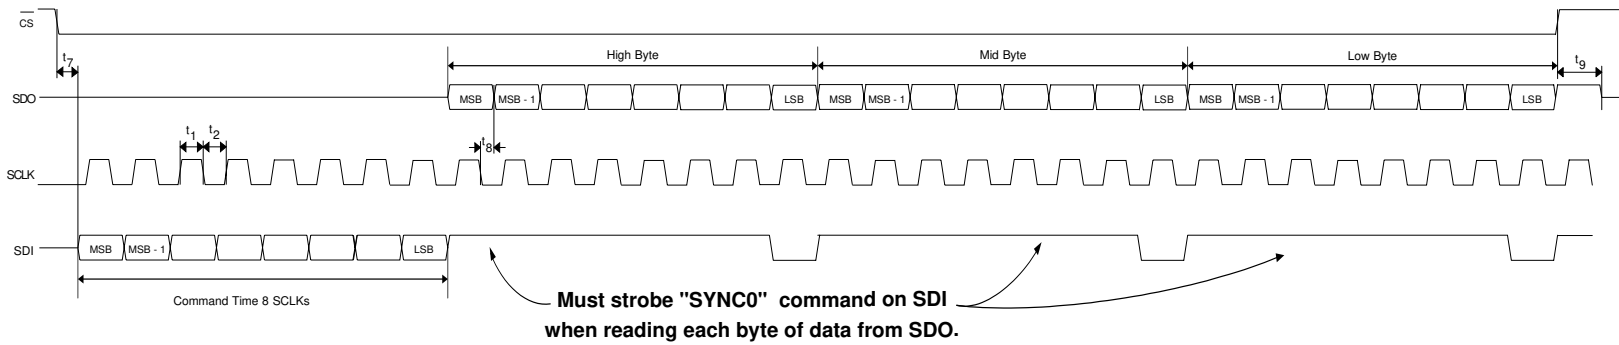 CS
t7
High Byte
Mid Byte
Low Byte
t9
SDO
MSB
MSB - 1
LSB
MSB
MSB - 1
LSB
MSB
MSB - 1
LSB
t1
t2
t8
SCLK
SDI
MSB
MSB - 1
LSB
Command Time 8 SCLKs
Must strobe "SYNC0" command on SDI
when reading each byte of data from SDO.